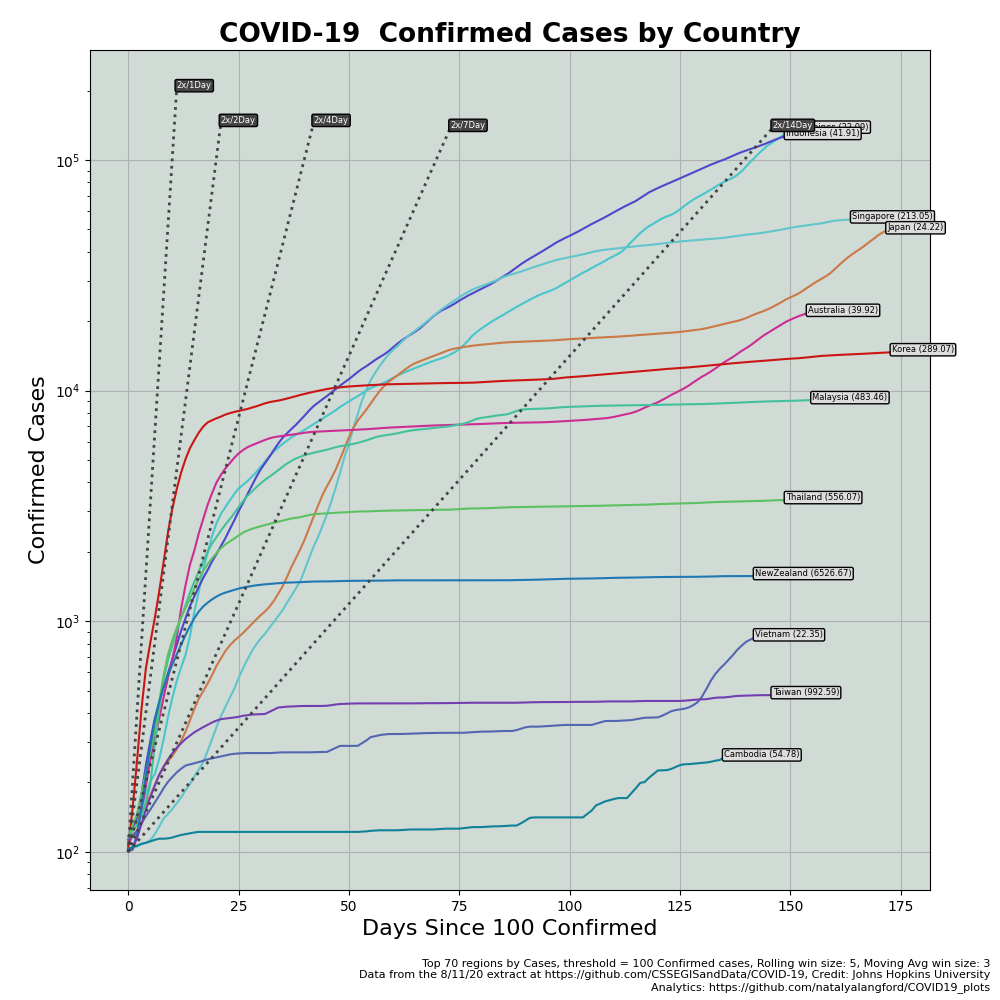 COVID-19 Confirmed Cases by Country
2x/1Day
2x/2Day
2x/4Day
2x/7Day
2x/14Day
(22.09)
Indonesia (41.91)
Singapore (213.05)
Japan (24.22)
Australia (39.92)
Korea (289.07)
Malaysia (483.46)
Thailand (556.07)
NewZealand (6526.67)
Vietnam (22.35)
Taiwan (992.59)
Cambodia (54.78)
Confirmed Cases
10⁵
10⁴
10³
10²
0 25 50 75 100 125 150 175
Days Since 100 Confirmed
Top 70 regions by Cases, threshold = 100 Confirmed cases, Rolling win size: 5, Moving Avg win size: 3
Data from the 8/11/20 extract at https://github.com/CSSEGISandData/COVID-19, Credit: Johns Hopkins University
Analytics: https://github.com/natalyalangford/COVID19_plots